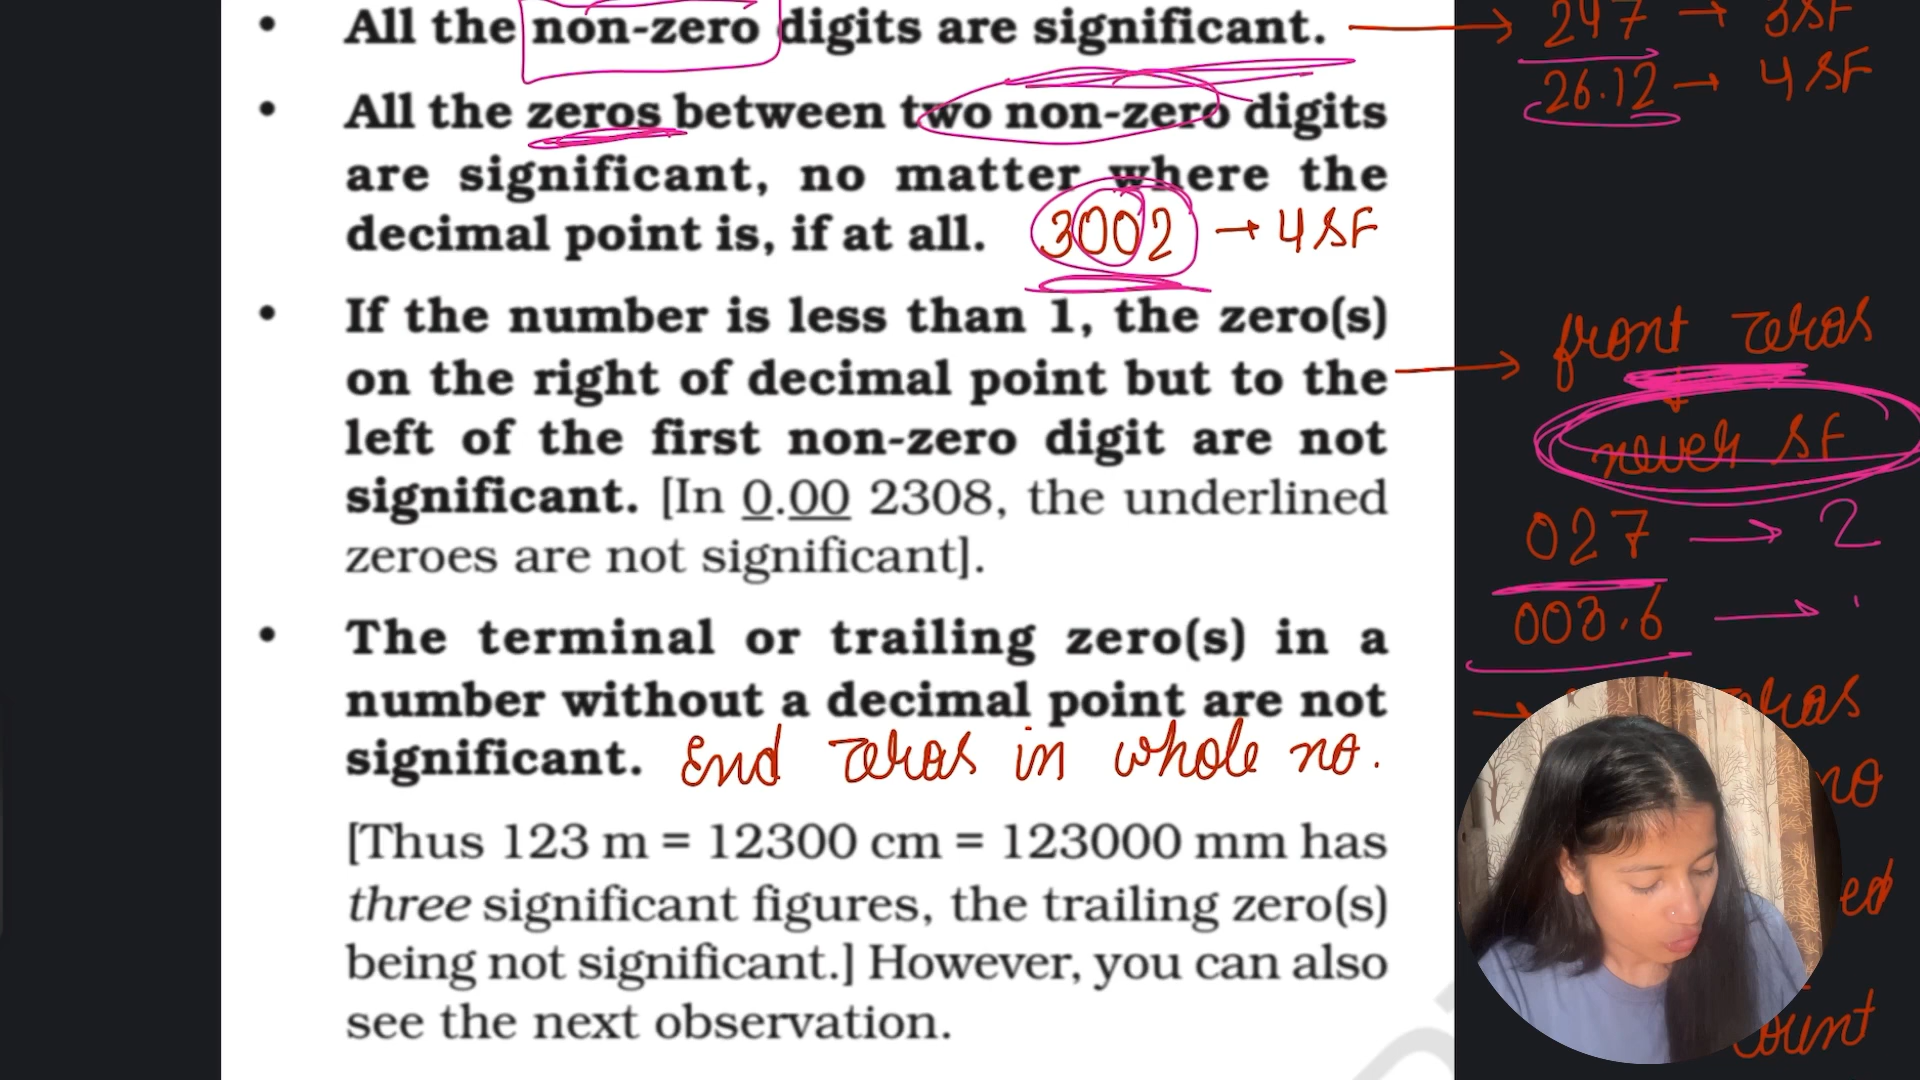 • All the non-zero digits are significant. → 247 → 3SF
26.12 → 4SF
• All the zeros between two non-zero digits
are significant, no matter where the
decimal point is, if at all. 3002 → 4SF
• If the number is less than 1, the zero(s)
on the right of decimal point but to the → front zeros
left of the first non-zero digit are not
never SF
significant. [In 0.00 2308, the underlined
zeroes are not significant].
027 → 2
003.6 →
• The terminal or trailing zero(s) in a
number without a decimal point are not
significant. End zeros in whole no.
[Thus 123 m = 12300 cm = 123000 mm has
three significant figures, the trailing zero(s)
being not significant.] However, you can also
see the next observation.